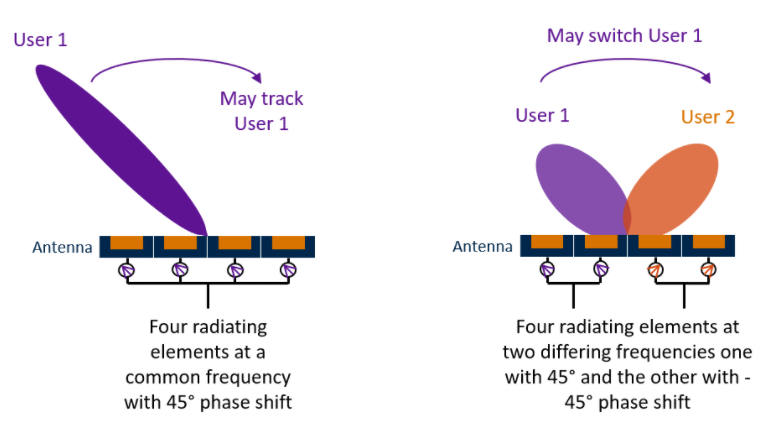 User 1
May track
User 1
Antenna
Four radiating
elements at a
common frequency
with 45° phase shift
May switch User 1
User 1
User 2
Antenna
Four radiating elements at
two differing frequencies one
with 45° and the other with -
45° phase shift